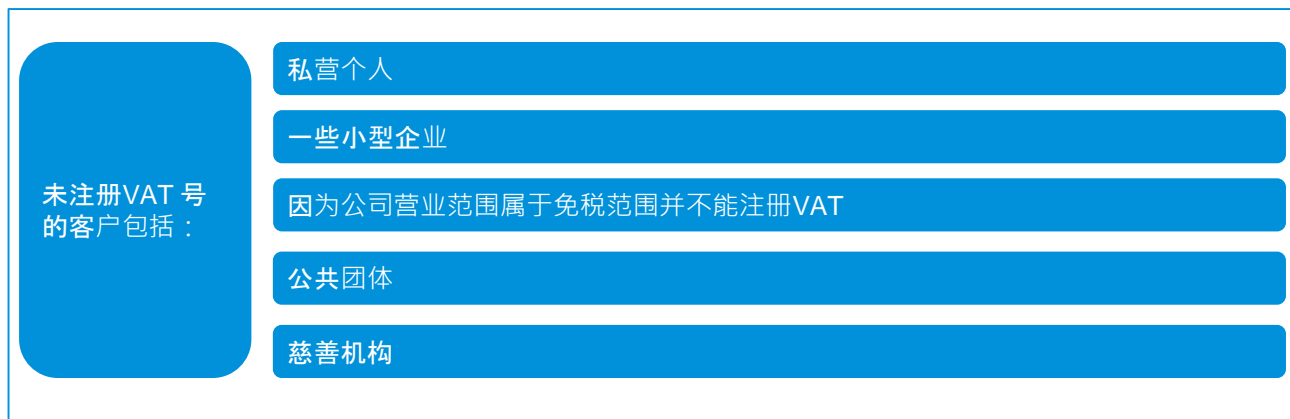 未注册VAT 号
的客户包括：
私营个人
一些小型企业
因为公司营业范围属于免税范围并不能注册VAT
公共团体
慈善机构